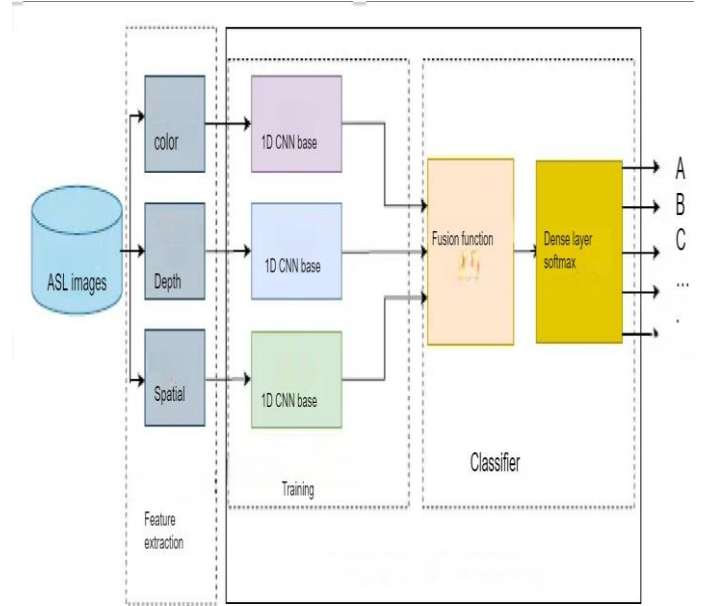 color
1D CNN base
A
B
C
...
.
ASL images
Depth
1D CNN base
Fusion function
Dense layer
softmax
Spatial
1D CNN base
Training
Classifier
Feature
extraction